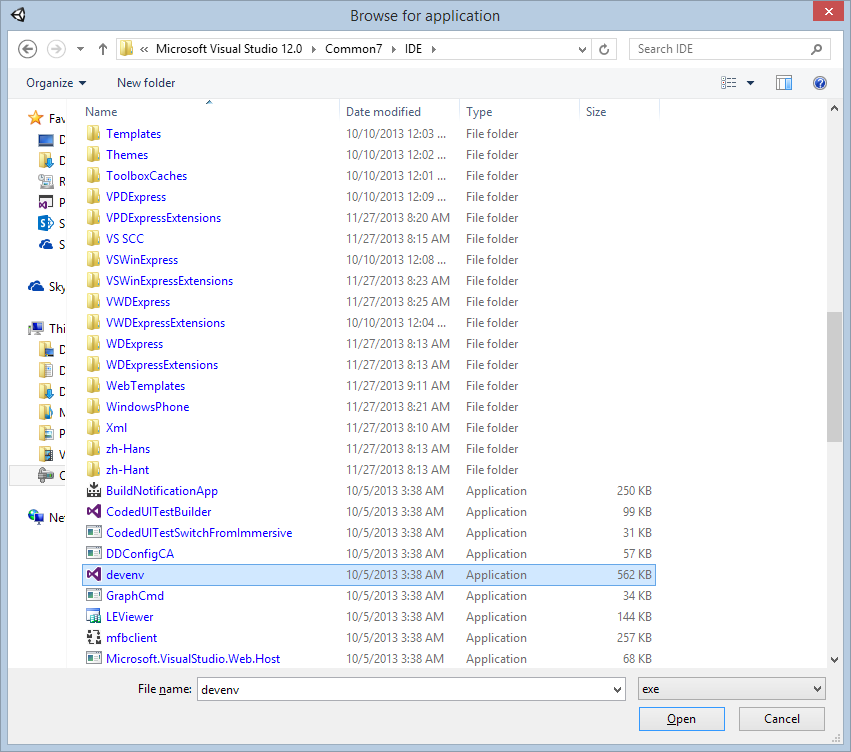 Browse for application
« Microsoft Visual Studio 12.0 Common7 IDE Search IDE
Organize New folder
Name Date modified Type Size
Fav
Templates 10/10/2013 12:03 ... File folder
D Themes 10/10/2013 12:02 ... File folder
D ToolboxCaches 10/10/2013 12:01 ... File folder
R VPDExpress 10/10/2013 12:09 ... File folder
P VPDExpressExtensions 11/27/2013 8:20 AM File folder
S VS SCC 11/27/2013 8:15 AM File folder
S VSWinExpress 10/10/2013 12:08 ... File folder
VSWinExpressExtensions 11/27/2013 8:23 AM File folder
Sky VWDExpress 11/27/2013 8:25 AM File folder
VWDExpressExtensions 10/10/2013 12:04 ... File folder
Thi WDExpress 11/27/2013 8:13 AM File folder
D WDExpressExtensions 11/27/2013 8:13 AM File folder
D WebTemplates 11/27/2013 9:11 AM File folder
D WindowsPhone 11/27/2013 8:21 AM File folder
M Xml 11/27/2013 8:10 AM File folder
P zh-Hans 11/27/2013 8:13 AM File folder
V zh-Hant 11/27/2013 8:13 AM File folder
C BuildNotificationApp 10/5/2013 3:38 AM Application 250 KB
CodedUITestBuilder 10/5/2013 3:38 AM Application 99 KB
Net CodedUITestSwitchFromImmersive 10/5/2013 3:38 AM Application 31 KB
DDConfigCA 10/5/2013 3:38 AM Application 57 KB
devenv 10/5/2013 3:38 AM Application 562 KB
GraphCmd 10/5/2013 3:38 AM Application 34 KB
LEViewer 10/5/2013 3:38 AM Application 144 KB
mfbclient 10/5/2013 3:38 AM Application 257 KB
Microsoft.VisualStudio.Web.Host 10/5/2013 3:38 AM Application 68 KB
File name: devenv exe
Open Cancel